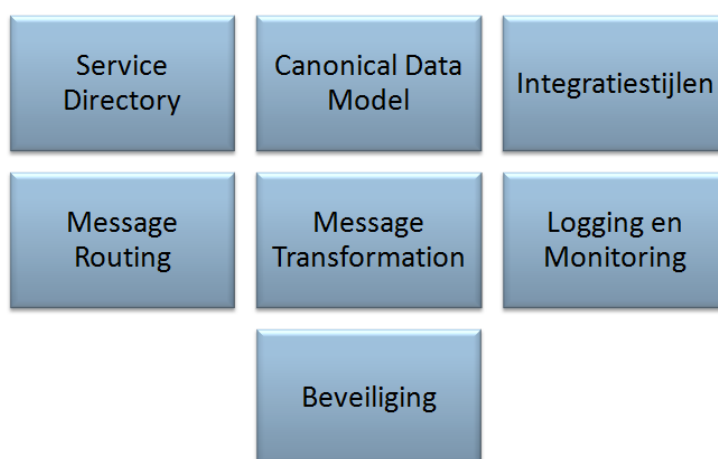 Service
Directory
Canonical Data
Model
Integratiestijlen
Message
Routing
Message
Transformation
Logging en
Monitoring
Beveiliging